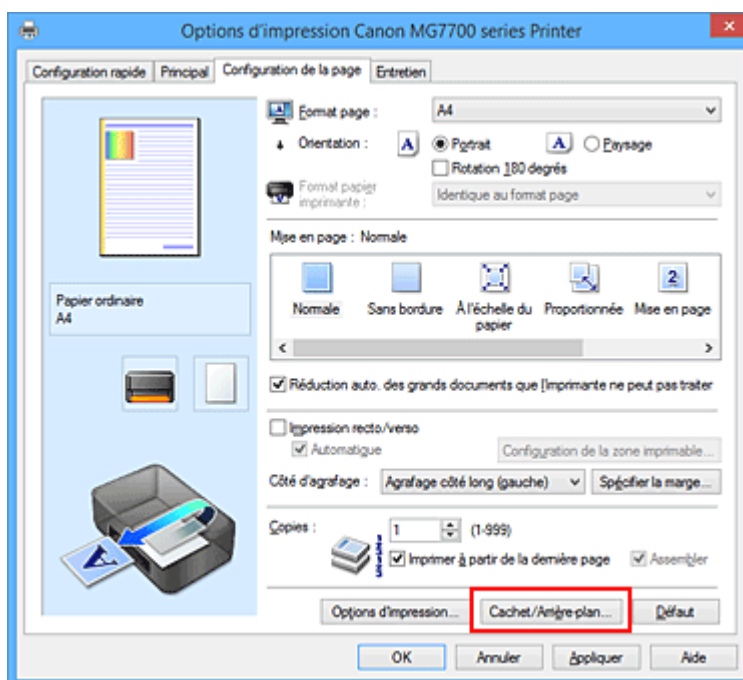 Options d'impression Canon MG7700 series Printer
Configuration rapide Principal Configuration de la page Entretien
Format page : A4
Orientation : A Portrait A Paysage
Rotation 180 degrés
Format papier
imprimante : Identique au format page
Mise en page : Normale
Normale Sans bordure À l'échelle du
papier Proportionnée 2 Mise en page
Papier ordinaire
A4
Réduction auto. des grands documents que l'imprimante ne peut pas traiter
Impression recto/verso
Automatique Configuration de la zone imprimable...
Côté d'agrafage : Agrafage côté long (gauche) Spécifier la marge...
Copies : 1 (1-999)
Imprimer à partir de la dernière page Assembler
Options d'impression... Cachet/Arrière-plan... Défaut
OK Annuler Appliquer Aide